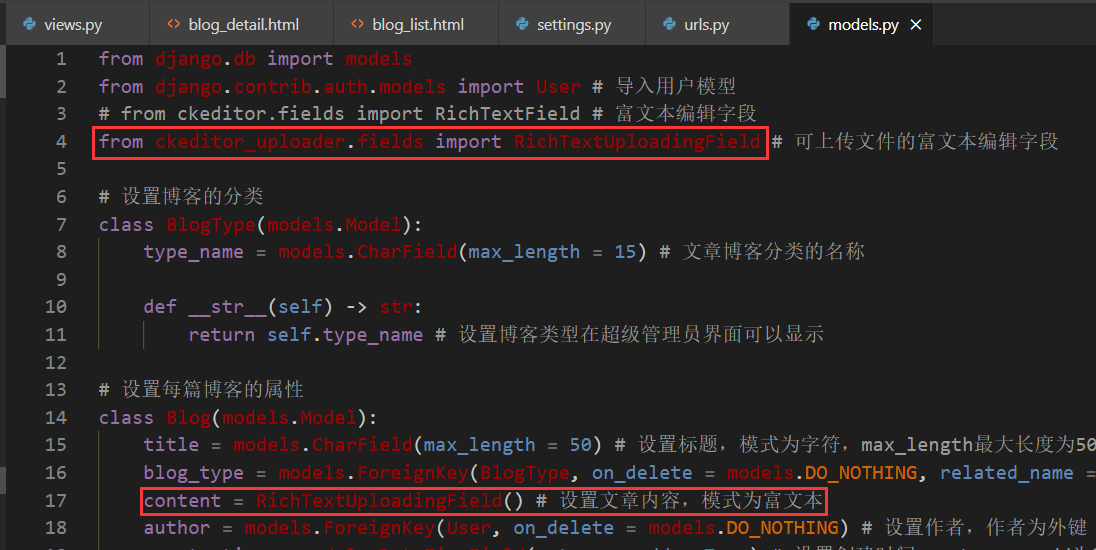 views.py <> blog_detail.html <> blog_list.html settings.py urls.py models.py ×
1 from django.db import models
2 from django.contrib.auth.models import User # 导入用户模型
3 # from ckeditor.fields import RichTextField # 富文本编辑字段
4 from ckeditor_uploader.fields import RichTextUploadingField # 可上传文件的富文本编辑字段
5
6 # 设置博客的分类
7 class BlogType(models.Model):
8 type_name = models.CharField(max_length = 15) # 文章博客分类的名称
9
10 def __str__(self) -> str:
11 return self.type_name # 设置博客类型在超级管理员界面可以显示
12
13 # 设置每篇博客的属性
14 class Blog(models.Model):
15 title = models.CharField(max_length = 50) # 设置标题，模式为字符，max_length最大长度为50
16 blog_type = models.ForeignKey(BlogType, on_delete = models.DO_NOTHING, related_name =
17 content = RichTextUploadingField() # 设置文章内容，模式为富文本
18 author = models.ForeignKey(User, on_delete = models.DO_NOTHING) # 设置作者，作者为外键